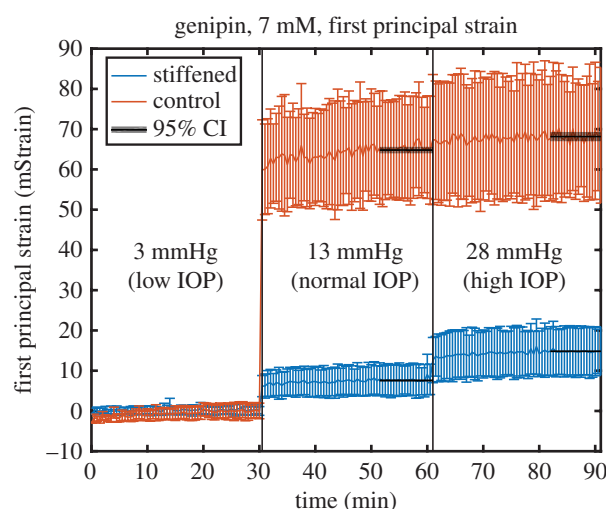 genipin, 7 mM, first principal strain
first principal strain (mStrain)
90
80
70
60
50
40
30
20
10
0
–10
stiffened
control
95% CI
3 mmHg
(low IOP)
13 mmHg
(normal IOP)
28 mmHg
(high IOP)
0 10 20 30 40 50 60 70 80 90
time (min)